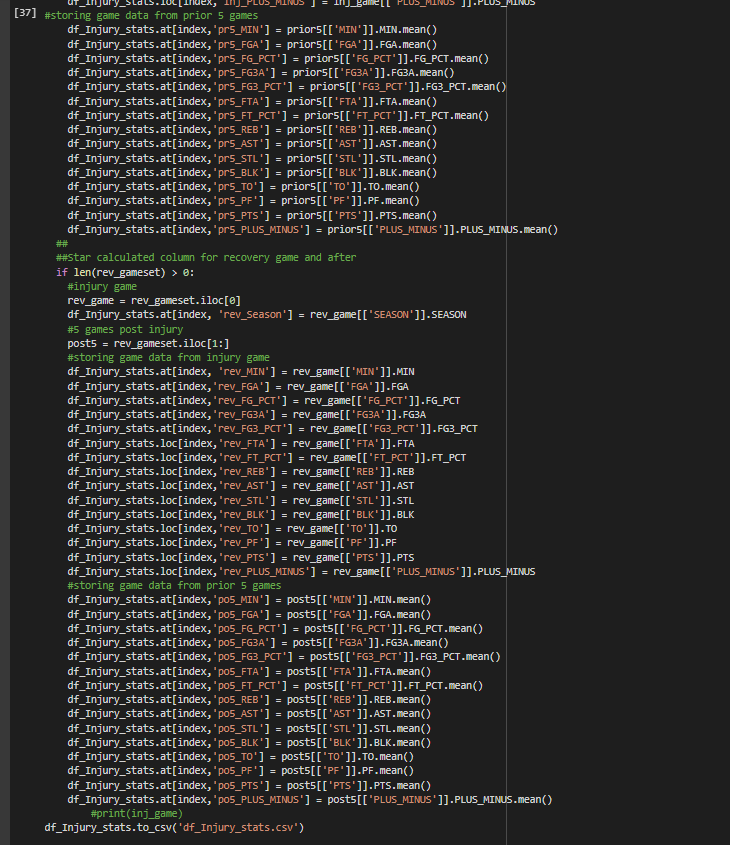 df_Injury_stats.loc[index, 'inj_PLUS_MINUS'] = inj_game[['PLUS_MINUS']].PLUS_MINUS
[37] #storing game data from prior 5 games
df_Injury_stats.at[index,'pr5_MIN'] = prior5[['MIN']].MIN.mean()
df_Injury_stats.at[index,'pr5_FGA'] = prior5[['FGA']].FGA.mean()
df_Injury_stats.at[index,'pr5_FG_PCT'] = prior5[['FG_PCT']].FG_PCT.mean()
df_Injury_stats.at[index,'pr5_FG3A'] = prior5[['FG3A']].FG3A.mean()
df_Injury_stats.at[index,'pr5_FG3_PCT'] = prior5[['FG3_PCT']].FG3_PCT.mean()
df_Injury_stats.at[index,'pr5_FTA'] = prior5[['FTA']].FTA.mean()
df_Injury_stats.at[index,'pr5_FT_PCT'] = prior5[['FT_PCT']].FT_PCT.mean()
df_Injury_stats.at[index,'pr5_REB'] = prior5[['REB']].REB.mean()
df_Injury_stats.at[index,'pr5_AST'] = prior5[['AST']].AST.mean()
df_Injury_stats.at[index,'pr5_STL'] = prior5[['STL']].STL.mean()
df_Injury_stats.at[index,'pr5_BLK'] = prior5[['BLK']].BLK.mean()
df_Injury_stats.at[index,'pr5_TO'] = prior5[['TO']].TO.mean()
df_Injury_stats.at[index,'pr5_PF'] = prior5[['PF']].PF.mean()
df_Injury_stats.at[index,'pr5_PTS'] = prior5[['PTS']].PTS.mean()
df_Injury_stats.at[index,'pr5_PLUS_MINUS'] = prior5[['PLUS_MINUS']].PLUS_MINUS.mean()
##
##Star calculated column for recovery game and after
if len(rev_gameset) > 0:
#injury game
rev_game = rev_gameset.iloc[0]
df_Injury_stats.at[index, 'rev_Season'] = rev_game[['SEASON']].SEASON
#5 games post injury
post5 = rev_gameset.iloc[1:]
#storing game data from injury game
df_Injury_stats.at[index, 'rev_MIN'] = rev_game[['MIN']].MIN
df_Injury_stats.at[index,'rev_FGA'] = rev_game[['FGA']].FGA
df_Injury_stats.at[index,'rev_FG_PCT'] = rev_game[['FG_PCT']].FG_PCT
df_Injury_stats.at[index,'rev_FG3A'] = rev_game[['FG3A']].FG3A
df_Injury_stats.at[index,'rev_FG3_PCT'] = rev_game[['FG3_PCT']].FG3_PCT
df_Injury_stats.loc[index,'rev_FTA'] = rev_game[['FTA']].FTA
df_Injury_stats.loc[index,'rev_FT_PCT'] = rev_game[['FT_PCT']].FT_PCT
df_Injury_stats.loc[index,'rev_REB'] = rev_game[['REB']].REB
df_Injury_stats.loc[index,'rev_AST'] = rev_game[['AST']].AST
df_Injury_stats.loc[index,'rev_STL'] = rev_game[['STL']].STL
df_Injury_stats.loc[index,'rev_BLK'] = rev_game[['BLK']].BLK
df_Injury_stats.loc[index,'rev_TO'] = rev_game[['TO']].TO
df_Injury_stats.loc[index,'rev_PF'] = rev_game[['PF']].PF
df_Injury_stats.loc[index,'rev_PTS'] = rev_game[['PTS']].PTS
df_Injury_stats.loc[index,'rev_PLUS_MINUS'] = rev_game[['PLUS_MINUS']].PLUS_MINUS
#storing game data from prior 5 games
df_Injury_stats.at[index,'po5_MIN'] = post5[['MIN']].MIN.mean()
df_Injury_stats.at[index,'po5_FGA'] = post5[['FGA']].FGA.mean()
df_Injury_stats.at[index,'po5_FG_PCT'] = post5[['FG_PCT']].FG_PCT.mean()
df_Injury_stats.at[index,'po5_FG3A'] = post5[['FG3A']].FG3A.mean()
df_Injury_stats.at[index,'po5_FG3_PCT'] = post5[['FG3_PCT']].FG3_PCT.mean()
df_Injury_stats.at[index,'po5_FTA'] = post5[['FTA']].FTA.mean()
df_Injury_stats.at[index,'po5_FT_PCT'] = post5[['FT_PCT']].FT_PCT.mean()
df_Injury_stats.at[index,'po5_REB'] = post5[['REB']].REB.mean()
df_Injury_stats.at[index,'po5_AST'] = post5[['AST']].AST.mean()
df_Injury_stats.at[index,'po5_STL'] = post5[['STL']].STL.mean()
df_Injury_stats.at[index,'po5_BLK'] = post5[['BLK']].BLK.mean()
df_Injury_stats.at[index,'po5_TO'] = post5[['TO']].TO.mean()
df_Injury_stats.at[index,'po5_PF'] = post5[['PF']].PF.mean()
df_Injury_stats.at[index,'po5_PTS'] = post5[['PTS']].PTS.mean()
df_Injury_stats.at[index,'po5_PLUS_MINUS'] = post5[['PLUS_MINUS']].PLUS_MINUS.mean()
#print(inj_game)
df_Injury_stats.to_csv('df_Injury_stats.csv')